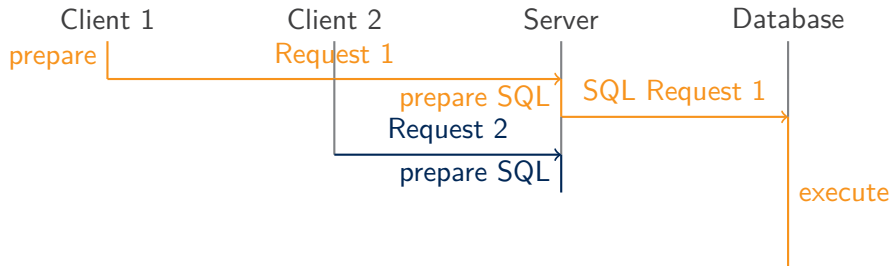 Client 1
Client 2
Server
Database
prepare
Request 1
prepare SQL
SQL Request 1
Request 2
prepare SQL
execute